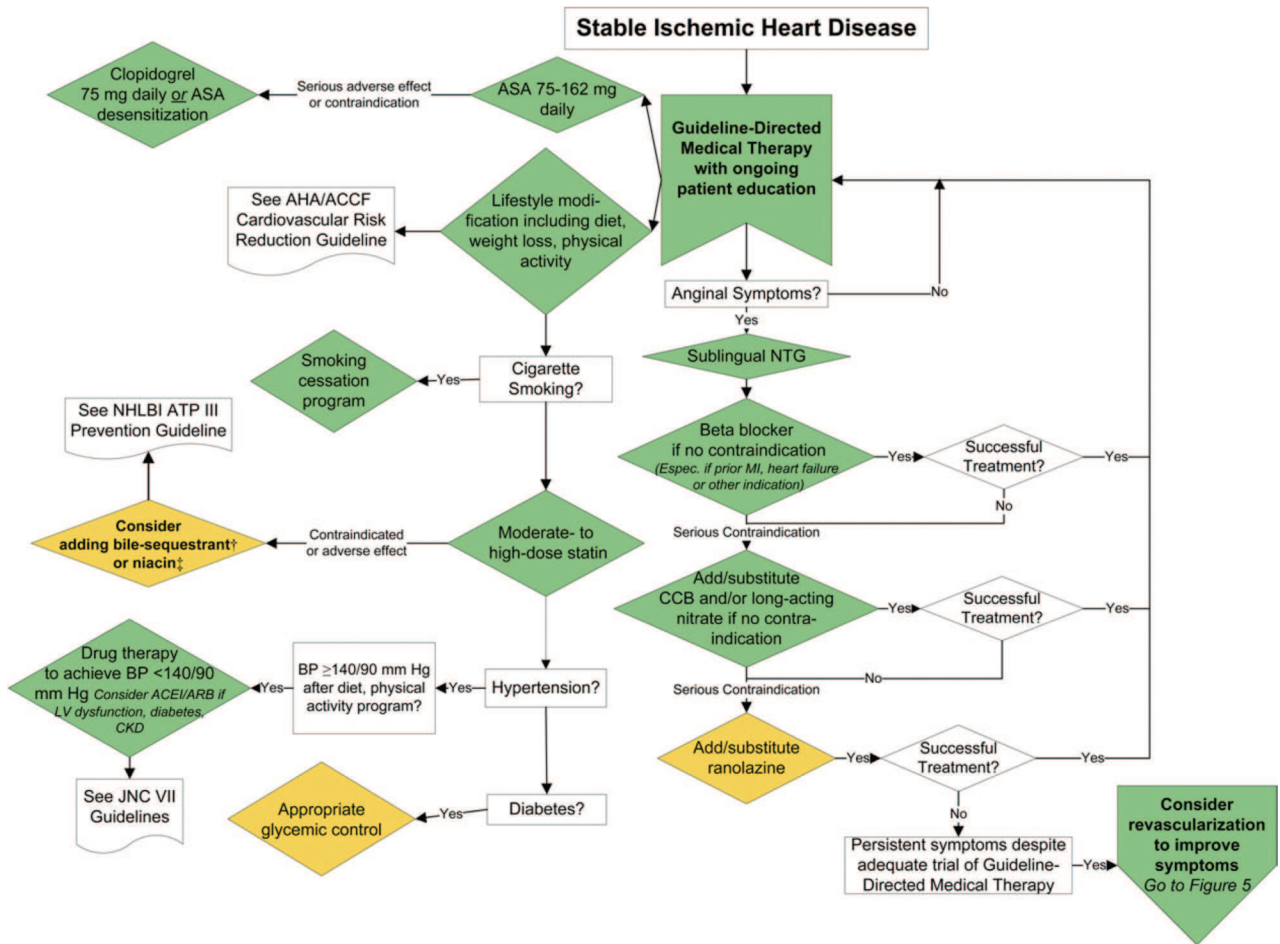 Stable Ischemic Heart Disease
Clopidogrel
75 mg daily or ASA
desensitization
Serious adverse effect
or contraindication
ASA 75-162 mg
daily
Guideline-Directed
Medical Therapy
with ongoing
patient education
See AHA/ACCF
Cardiovascular Risk
Reduction Guideline
Lifestyle modi-
fication including diet,
weight loss, physical
activity
Anginal Symptoms?
No
Yes
Sublingual NTG
Smoking
cessation
program
Yes
Cigarette
Smoking?
See NHLBI ATP III
Prevention Guideline
Beta blocker
if no contraindication
(Espec. if prior MI, heart failure
or other indication)
Yes
Successful
Treatment?
Yes
No
Serious Contraindication
Consider
adding bile-sequestrant†
or niacin‡
Contraindicated
or adverse effect
Moderate- to
high-dose statin
Add/substitute
CCB and/or long-acting
nitrate if no contra-
indication
Yes
Successful
Treatment?
Yes
No
Serious Contraindication
Drug therapy
to achieve BP <140/90
mm Hg Consider ACEI/ARB if
LV dysfunction, diabetes,
CKD
Yes
BP ≥140/90 mm Hg
after diet, physical
activity program?
Yes
Hypertension?
Add/substitute
ranolazine
Yes
Successful
Treatment?
Yes
No
See JNC VII
Guidelines
Appropriate
glycemic control
Yes
Diabetes?
Persistent symptoms despite
adequate trial of Guideline-
Directed Medical Therapy
Yes
Consider
revascularization
to improve
symptoms
Go to Figure 5